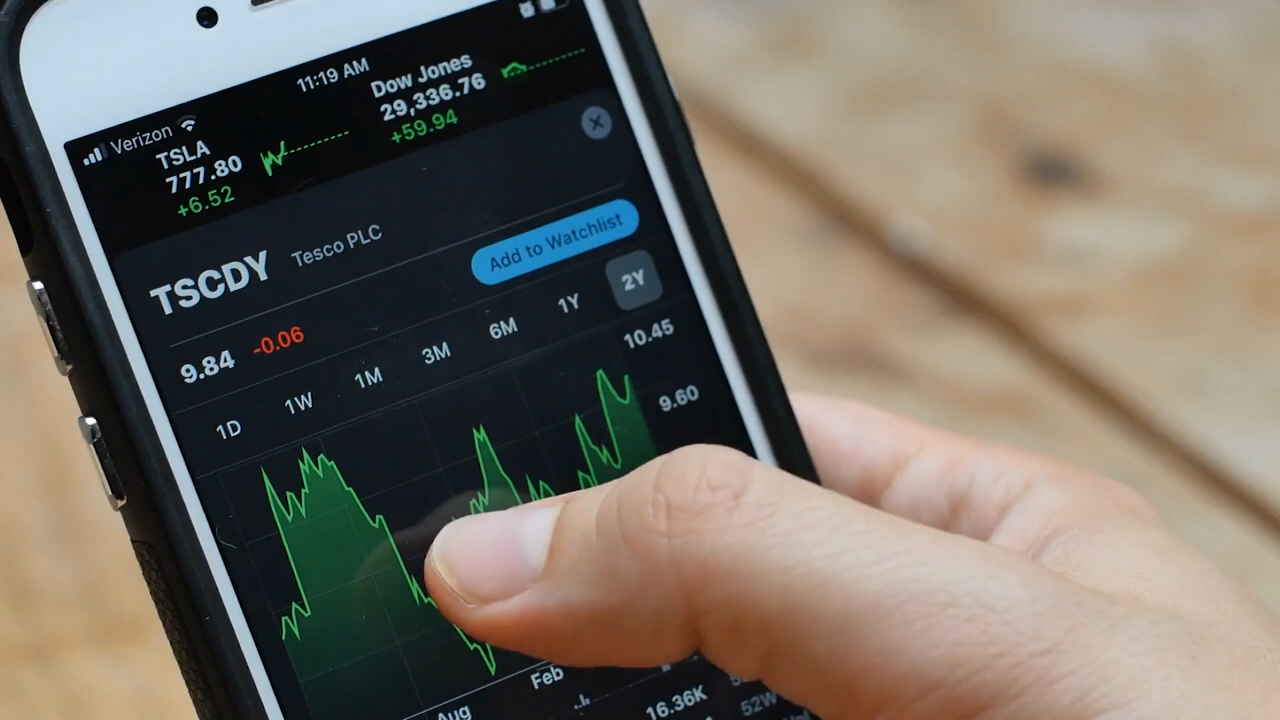 11:19 AM
Verizon
TSLA
777.80
+6.52
Dow Jones
29,336.76
+59.94
TSCDY Tesco PLC
Add to Watchlist
9.84 -0.06
1D 1W 1M 3M 6M 1Y 2Y
10.45
9.60
Aug Feb
16.36K
52W